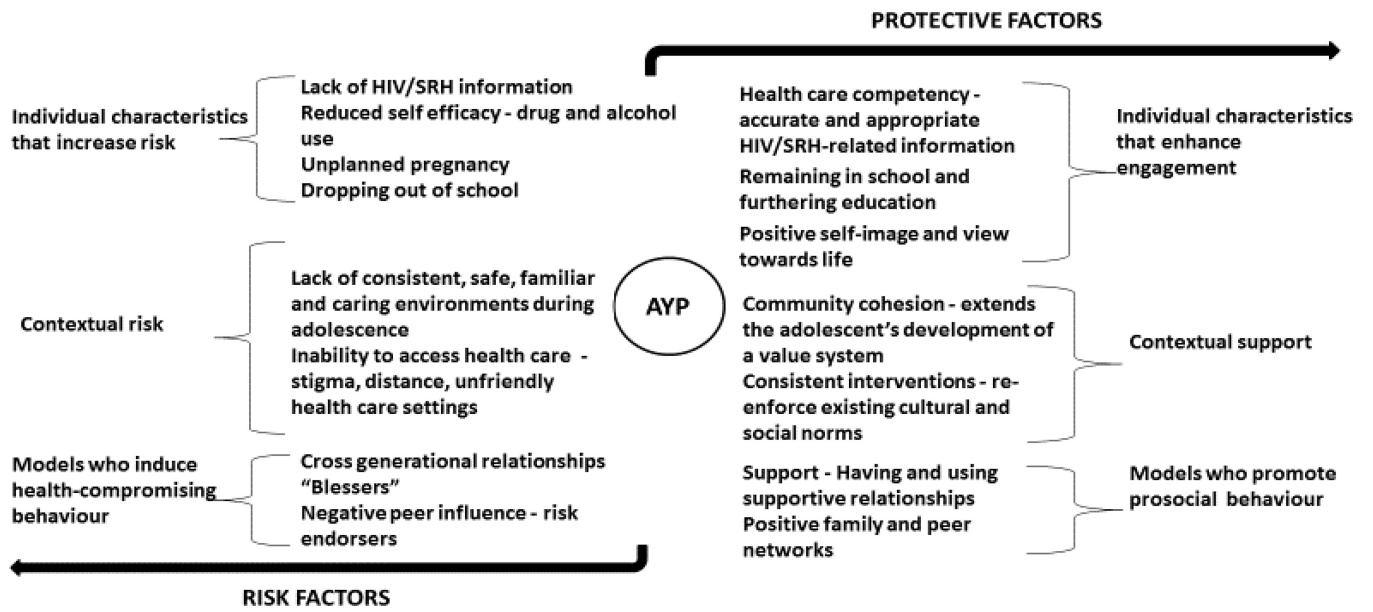 PROTECTIVE FACTORS
Individual characteristics
that increase risk
Lack of HIV/SRH information
Reduced self efficacy - drug and alcohol
use
Unplanned pregnancy
Dropping out of school
Contextual risk
Lack of consistent, safe, familiar
and caring environments during
adolescence
Inability to access health care -
stigma, distance, unfriendly
health care settings
Models who induce
health-compromising
behaviour
Cross generational relationships
“Blessers”
Negative peer influence - risk
endorsers
AYP
Health care competency -
accurate and appropriate
HIV/SRH-related information
Remaining in school and
furthering education
Positive self-image and view
towards life
Individual characteristics
that enhance
engagement
Community cohesion - extends
the adolescent’s development of
a value system
Consistent interventions - re-
enforce existing cultural and
social norms
Contextual support
Support - Having and using
supportive relationships
Positive family and peer
networks
Models who promote
prosocial behaviour
RISK FACTORS